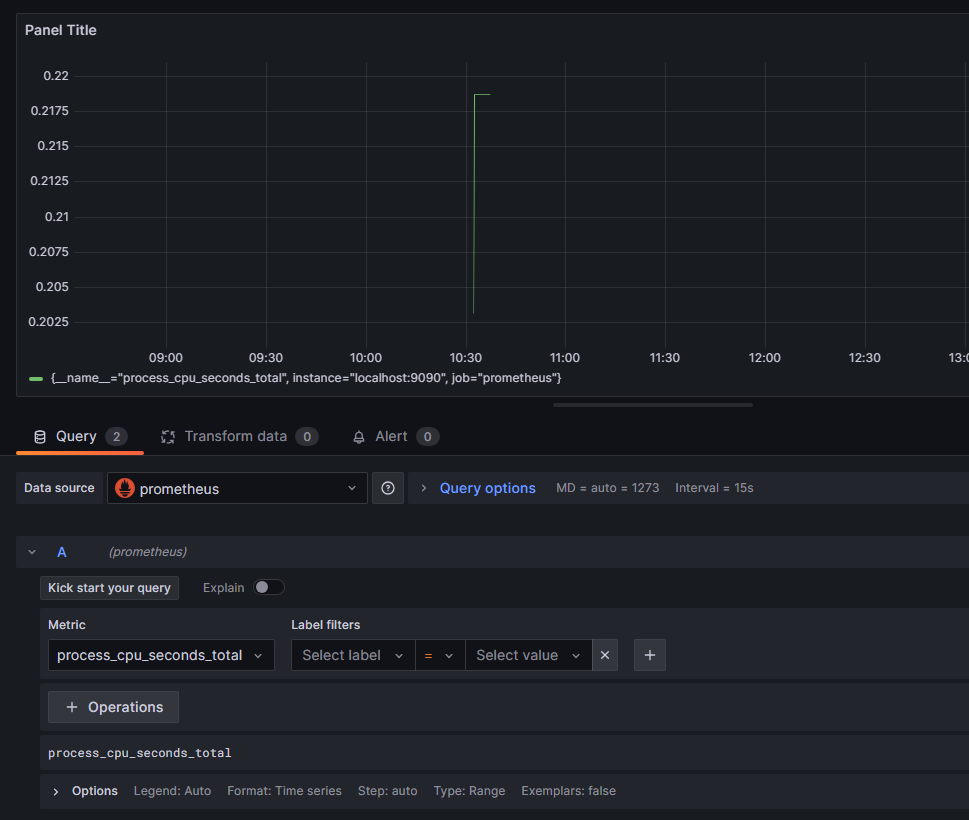 Panel Title
0.22
0.2175
0.215
0.2125
0.21
0.2075
0.205
0.2025
09:00 09:30 10:00 10:30 11:00 11:30 12:00 12:30 13:0
{__name__="process_cpu_seconds_total", instance="localhost:9090", job="prometheus"}
Query 2 Transform data 0 Alert 0
Data source prometheus Query options MD = auto = 1273 Interval = 15s
A (prometheus)
Kick start your query Explain
Metric Label filters
process_cpu_seconds_total Select label = Select value
+ Operations
process_cpu_seconds_total
Options Legend: Auto Format: Time series Step: auto Type: Range Exemplars: false